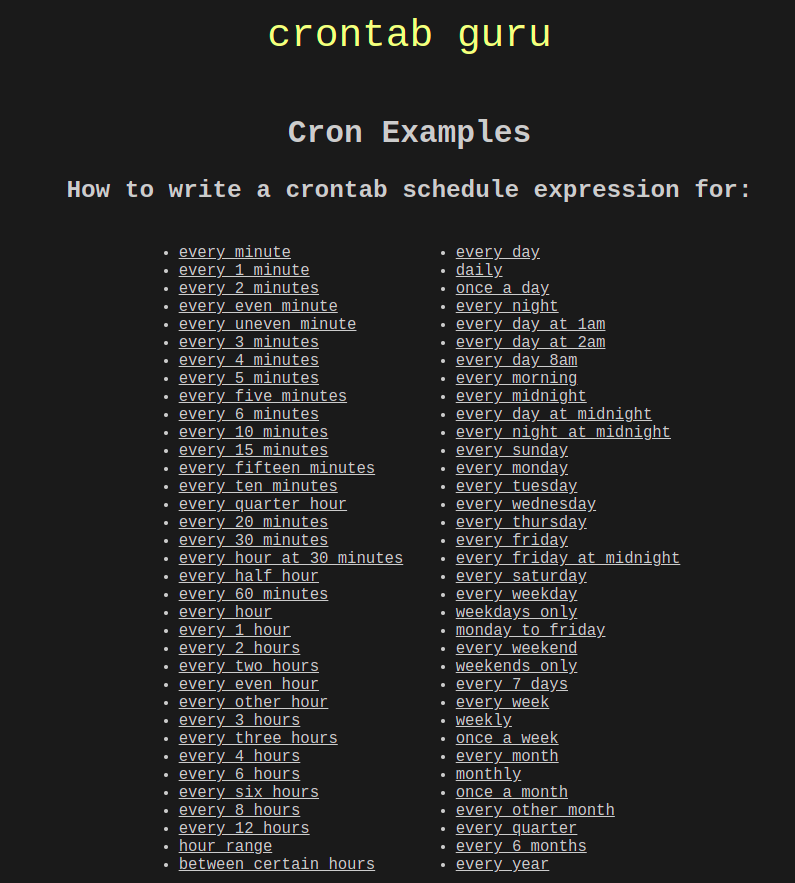 crontab guru
Cron Examples
How to write a crontab schedule expression for:
every minute
every 1 minute
every 2 minutes
every even minute
every uneven minute
every 3 minutes
every 4 minutes
every 5 minutes
every five minutes
every 6 minutes
every 10 minutes
every 15 minutes
every fifteen minutes
every ten minutes
every quarter hour
every 20 minutes
every 30 minutes
every hour at 30 minutes
every half hour
every 60 minutes
every hour
every 1 hour
every 2 hours
every two hours
every even hour
every other hour
every 3 hours
every three hours
every 4 hours
every 6 hours
every six hours
every 8 hours
every 12 hours
hour range
between certain hours
every day
daily
once a day
every night
every day at 1am
every day at 2am
every day 8am
every morning
every midnight
every day at midnight
every night at midnight
every sunday
every monday
every tuesday
every wednesday
every thursday
every friday
every friday at midnight
every saturday
every weekday
weekdays only
monday to friday
every weekend
weekends only
every 7 days
every week
weekly
once a week
every month
monthly
once a month
every other month
every quarter
every 6 months
every year